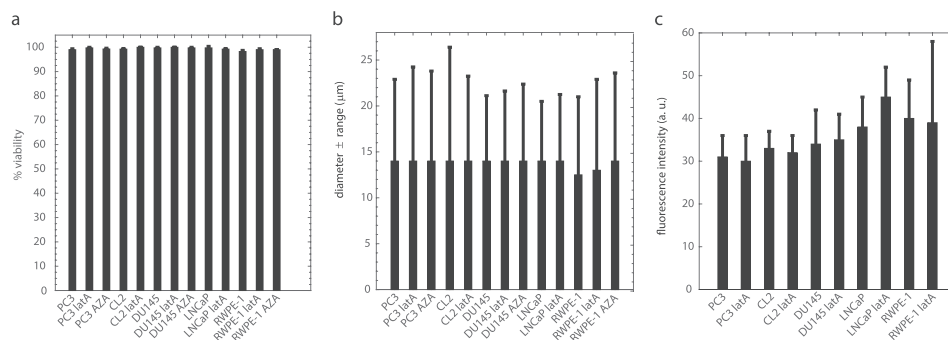 a
% viability
100
90
80
70
60
50
40
30
20
10
0
PC3
PC3 latA
PC3 AZA
CL2
CL2 latA
DU145
DU145 latA
DU145 AZA
LNCaP
LNCaP latA
RWPE-1
RWPE-1 latA
RWPE-1 AZA
b
diameter ± range (μm)
25
20
15
10
5
0
PC3
PC3 latA
PC3 AZA
CL2
CL2 latA
DU145
DU145 latA
DU145 AZA
LNCaP
LNCaP latA
RWPE-1
RWPE-1 latA
RWPE-1 AZA
c
fluorescence intensity (a. u.)
60
50
40
30
20
10
0
PC3
PC3 latA
CL2
CL2 latA
DU145
DU145 latA
LNCaP
LNCaP latA
RWPE-1
RWPE-1 latA